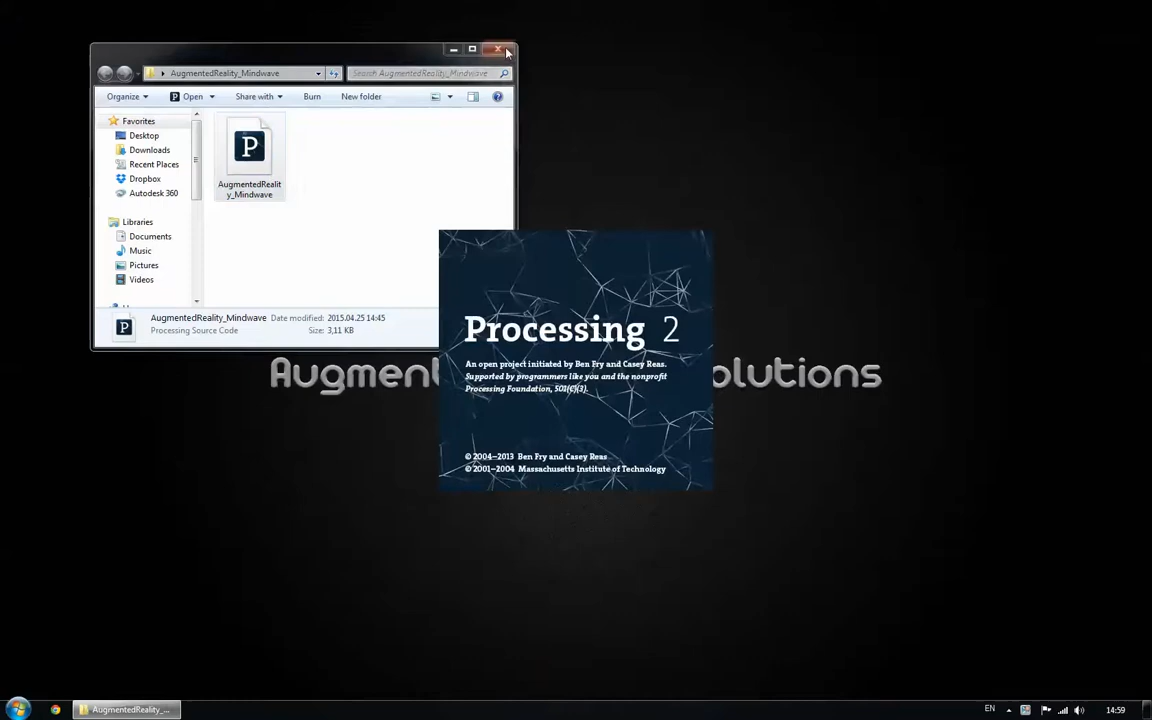 AugmentedReality_Mindwave
Search AugmentedReality_Mindwave
Organize
Open
Share with
Burn
New folder
Favorites
Desktop
Downloads
Recent Places
Dropbox
Autodesk 360
Libraries
Documents
Music
Pictures
Videos
P
AugmentedRealit
y_Mindwave
AugmentedReality_Mindwave Date modified: 2015.04.25 14:45
Processing Source Code Size: 3,11 KB
Processing 2
An open project initiated by Ben Fry and Casey Reas.
Supported by programmers like you and the nonprofit
Processing Foundation, 501(C)(3).
© 2004–2013 Ben Fry and Casey Reas
© 2001–2004 Massachusetts Institute of Technology
Augment olutions
AugmentedReality_...
EN
14:59